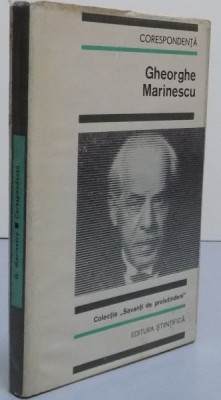 CORESPONDENȚĂ
Gheorghe
Marinescu
Colecția „Savanți de pretutindeni”
EDITURA ȘTIINȚIFICĂ